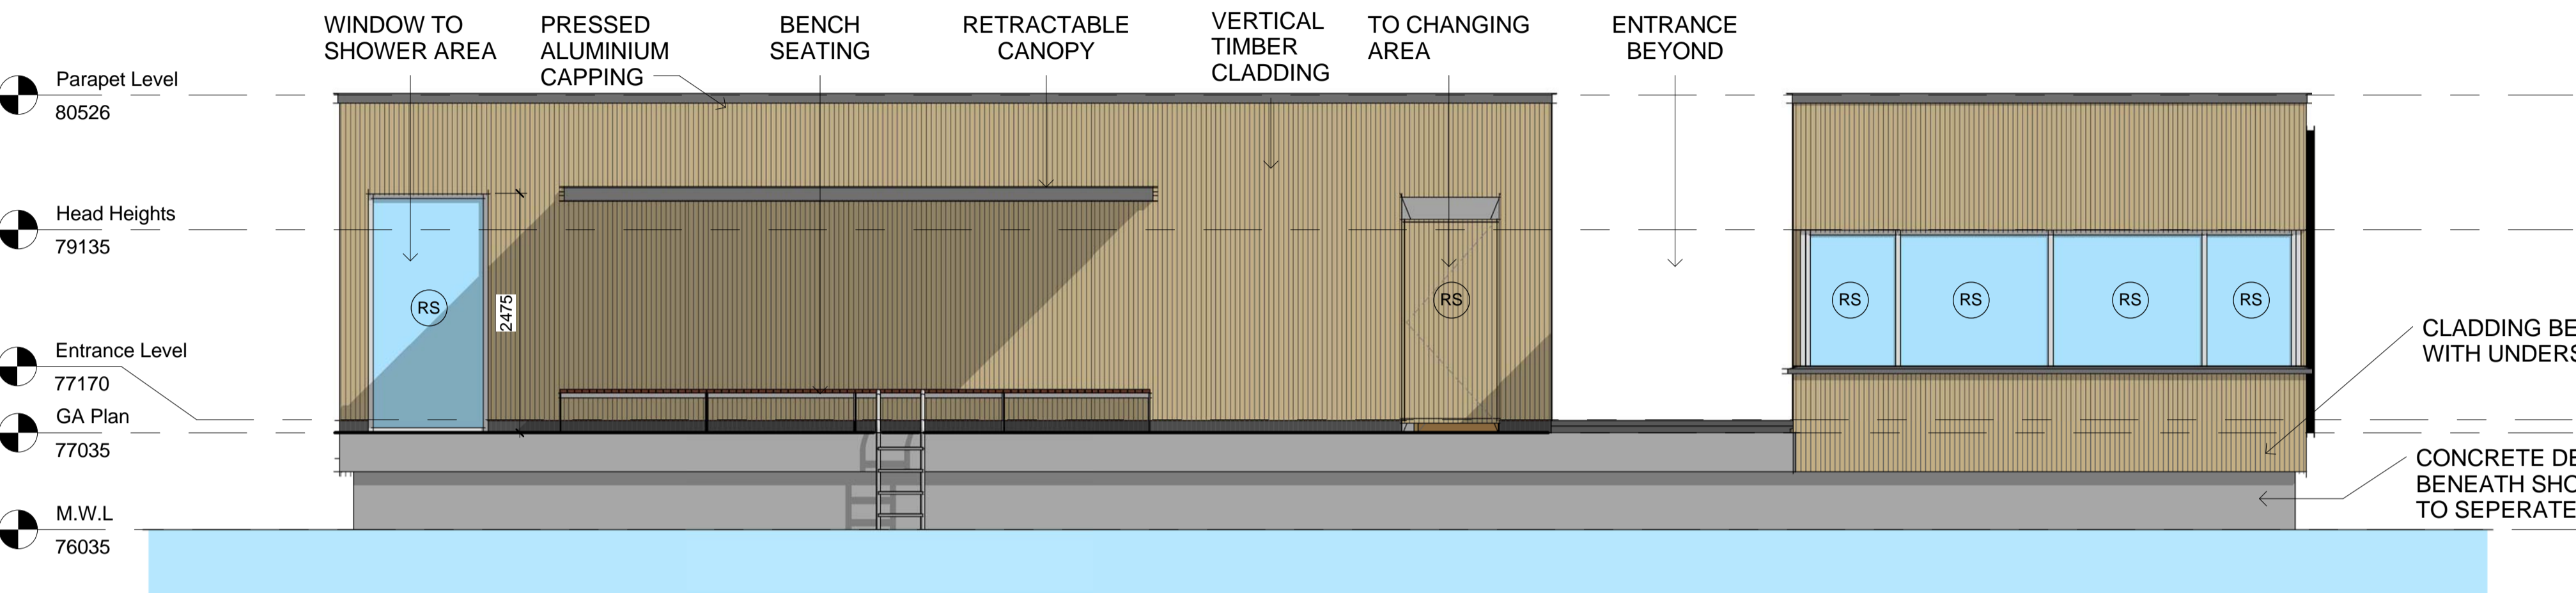 WINDOW TO
SHOWER AREA
PRESSED
ALUMINIUM
CAPPING
BENCH
SEATING
RETRACTABLE
CANOPY
VERTICAL
TIMBER
CLADDING
TO CHANGING
AREA
ENTRANCE
BEYOND
Parapet Level
80526
Head Heights
79135
Entrance Level
77170
GA Plan
77035
M.W.L
76035
RS
2475
RS
RS
RS
RS
RS
CLADDING BE
WITH UNDERS
CONCRETE DE
BENEATH SHO
TO SEPERATE